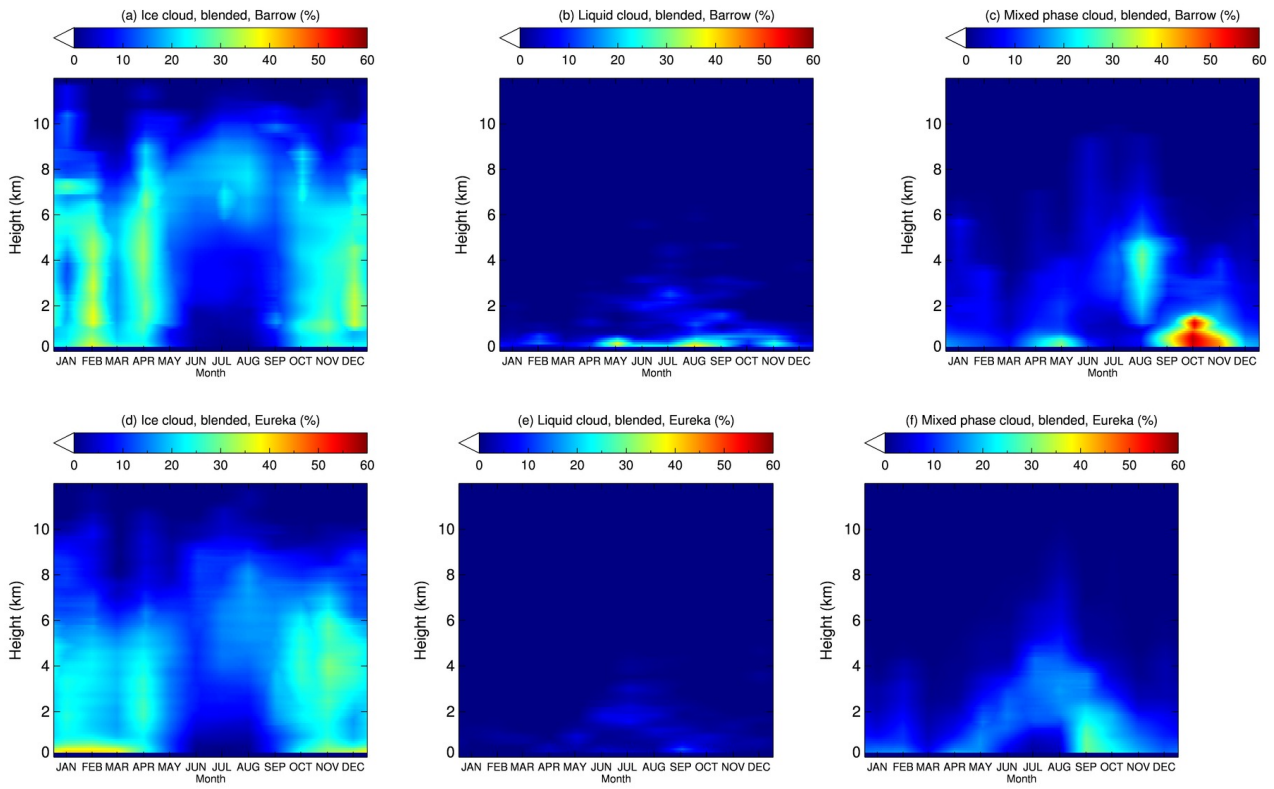 (a) Ice cloud, blended, Barrow (%)
0 10 20 30 40 50 60
Height (km)
10
8
6
4
2
0
JAN FEB MAR APR MAY JUN JUL AUG SEP OCT NOV DEC
Month
(b) Liquid cloud, blended, Barrow (%)
0 10 20 30 40 50 60
Height (km)
10
8
6
4
2
0
JAN FEB MAR APR MAY JUN JUL AUG SEP OCT NOV DEC
Month
(c) Mixed phase cloud, blended, Barrow (%)
0 10 20 30 40 50 60
Height (km)
10
8
6
4
2
0
JAN FEB MAR APR MAY JUN JUL AUG SEP OCT NOV DEC
Month
(d) Ice cloud, blended, Eureka (%)
0 10 20 30 40 50 60
Height (km)
10
8
6
4
2
0
JAN FEB MAR APR MAY JUN JUL AUG SEP OCT NOV DEC
Month
(e) Liquid cloud, blended, Eureka (%)
0 10 20 30 40 50 60
Height (km)
10
8
6
4
2
0
JAN FEB MAR APR MAY JUN JUL AUG SEP OCT NOV DEC
Month
(f) Mixed phase cloud, blended, Eureka (%)
0 10 20 30 40 50 60
Height (km)
10
8
6
4
2
0
JAN FEB MAR APR MAY JUN JUL AUG SEP OCT NOV DEC
Month